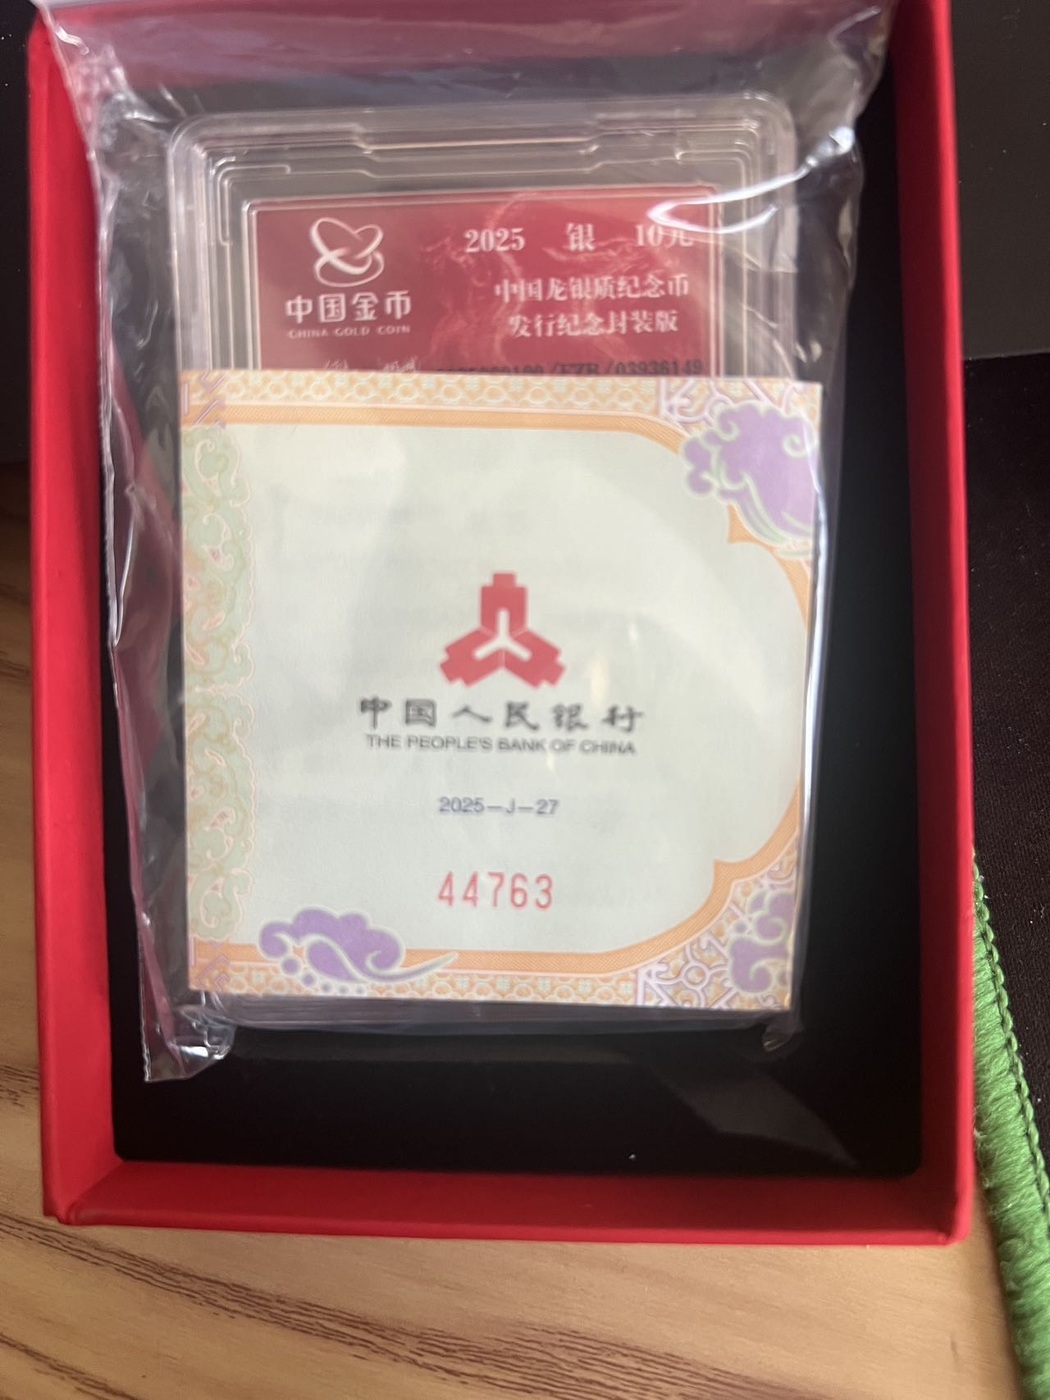 中国金币
CHINA GOLD COIN
2025 银 10元
中国龙银质纪念币
发行纪念封装版
/03936149
中国人民银行
THE PEOPLE'S BANK OF CHINA
2025—J—27
44763